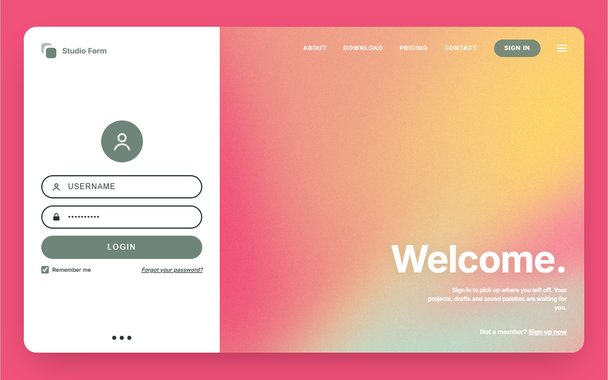 Studio Form
ABOUT DOWNLOAD PRICING CONTACT SIGN IN
USERNAME
••••••••••
LOGIN
Remember me Forgot your password?
Welcome.
Sign in to pick up where you left off. Your
projects, drafts and saved palettes are waiting for
you.
Not a member? Sign up now